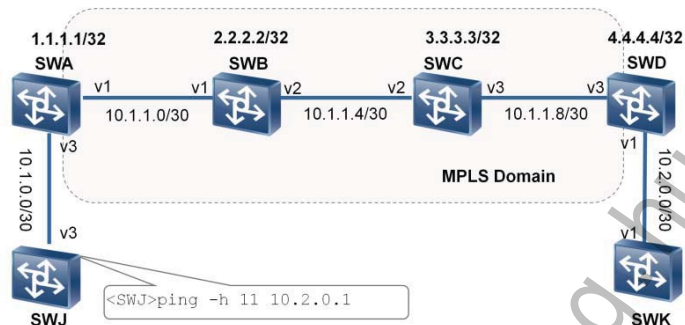 1.1.1.1/32
2.2.2.2/32
3.3.3.3/32
4.4.4.4/32
SWA
SWB
SWC
SWD
v1
v1
v2
v2
v3
v3
10.1.1.0/30
10.1.1.4/30
10.1.1.8/30
v3
v1
10.1.0.0/30
10.2.0.0/30
MPLS Domain
v3
v1
<SWJ>ping -h 11 10.2.0.1
SWJ
SWK